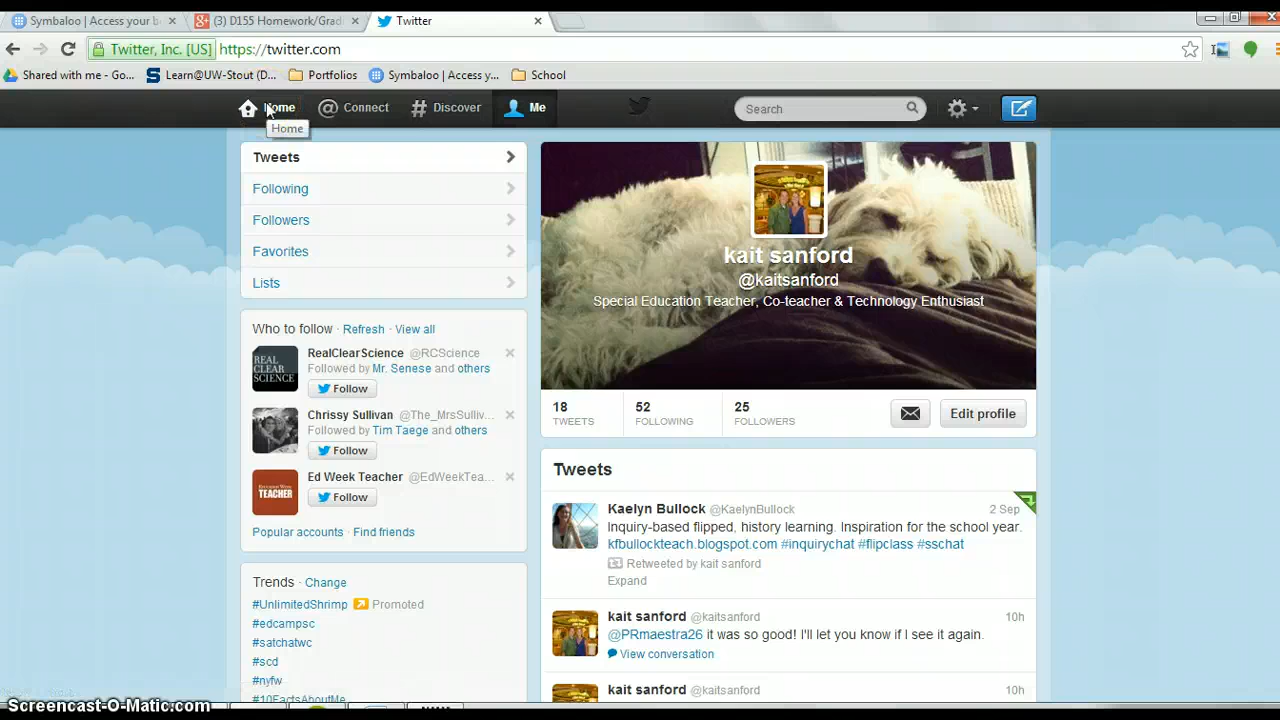 Symbaloo | Access your b
(3) D155 Homework/Grad
Twitter
Twitter, Inc. [US] https://twitter.com
Shared with me - Go...
Learn@UW-Stout (D...
Portfolios
Symbaloo | Access y...
School
Home
Connect
Discover
Me
Search
Home
Tweets
Following
Followers
Favorites
Lists
Who to follow · Refresh · View all
RealClearScience @RCScience
Followed by Mr. Senese and others
Follow
Chrissy Sullivan @The_MrsSulliv...
Followed by Tim Taege and others
Follow
Ed Week Teacher @EdWeekTea...
Follow
Popular accounts · Find friends
Trends · Change
#UnlimitedShrimp Promoted
#edcampsc
#satchatwc
#scd
#nyfw
#10FactsAboutMe
REAL
CLEAR
SCIENCE
TEACHER
kait sanford
@kaitsanford
Special Education Teacher, Co-teacher & Technology Enthusiast
18
TWEETS
52
FOLLOWING
25
FOLLOWERS
Edit profile
Tweets
Kaelyn Bullock @KaelynBullock 2 Sep
Inquiry-based flipped, history learning. Inspiration for the school year.
kfbullockteach.blogspot.com #inquirychat #flipclass #sschat
Retweeted by kait sanford
Expand
kait sanford @kaitsanford 10h
@PRmaestra26 it was so good! I'll let you know if I see it again.
View conversation
kait sanford @kaitsanford 10h
Screencast-O-Matic.com